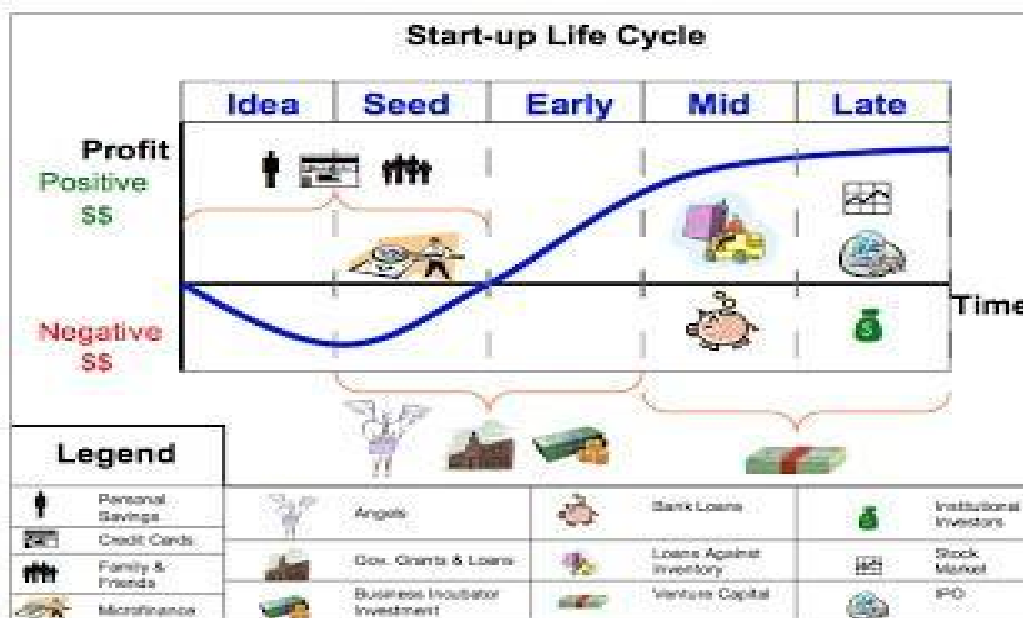 Start-up Life Cycle
Idea Seed Early Mid Late
Profit
Positive
$$
Time
Negative
$$
Legend
Personal
Savings
Credit Cards
Family &
Friends
Microfinance
Angels
Gov. Grants & Loans
Business Incubator
Investment
Bank Loans
Loans Against
Inventory
Venture Capital
Institutional
Investors
Stock
Market
IPO